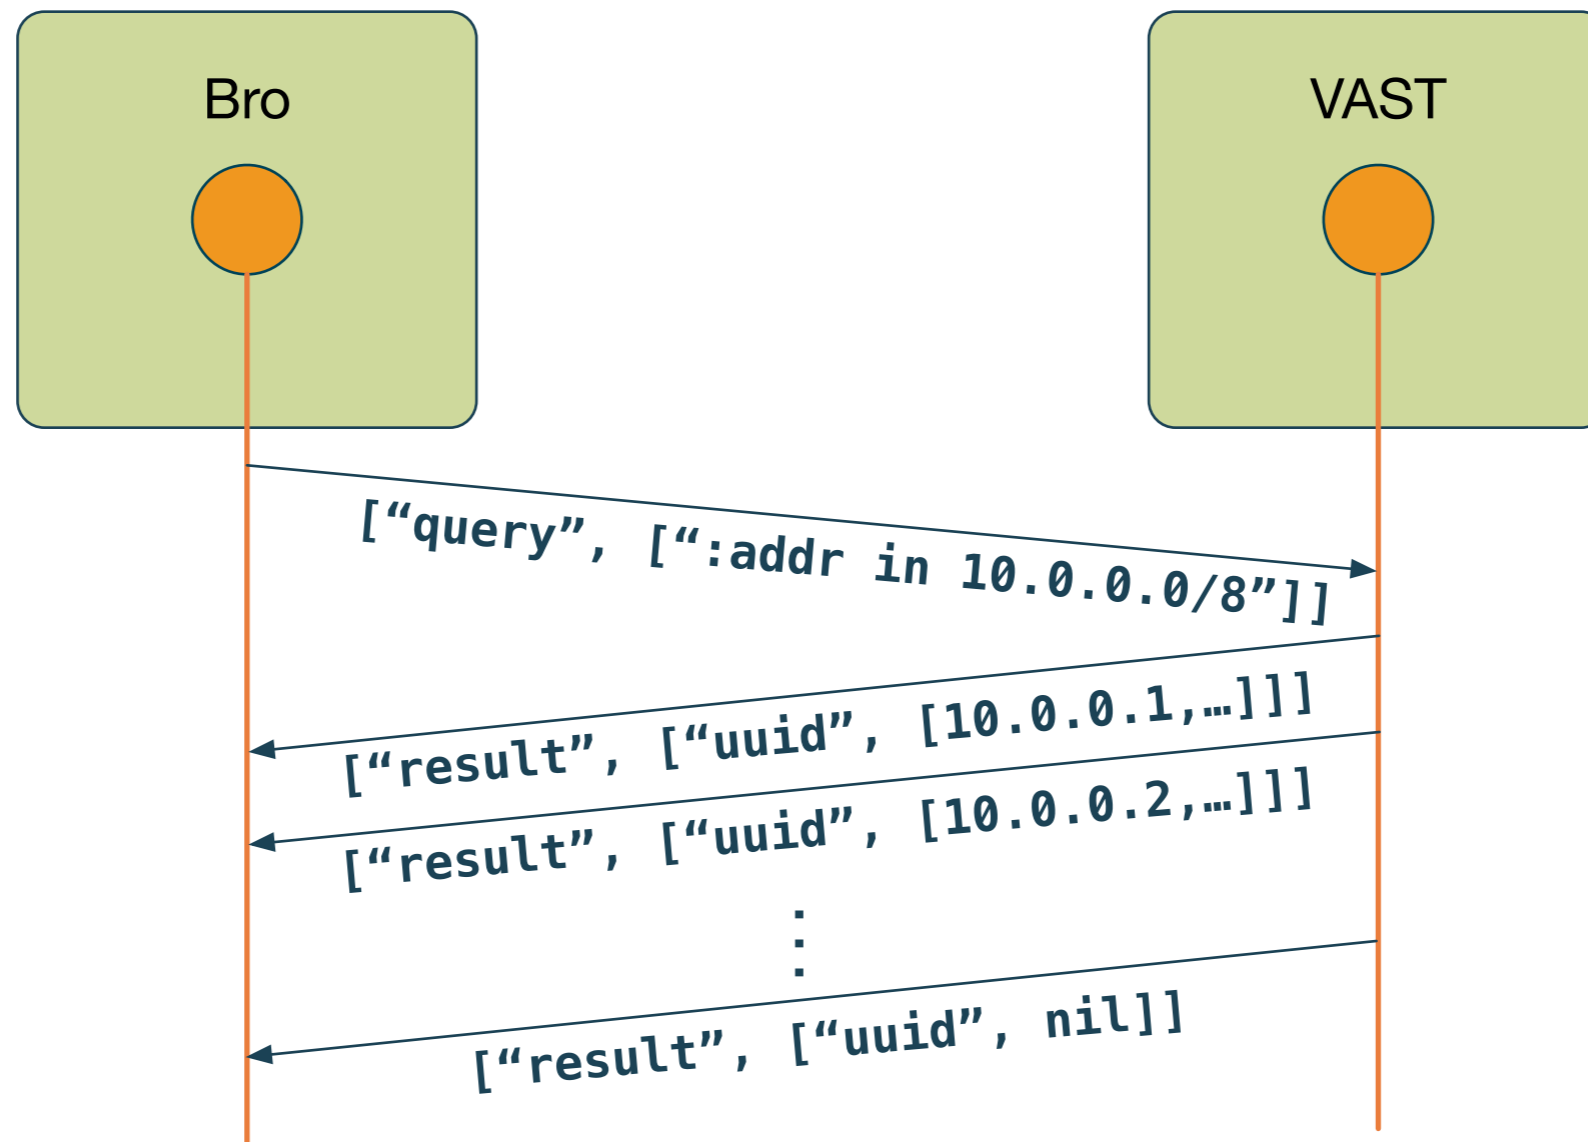 Bro
VAST
[“query”, [“:addr in 10.0.0.0/8”]]
[“result”, [“uuid”, [10.0.0.1,…]]]
[“result”, [“uuid”, [10.0.0.2,…]]]
[“result”, [“uuid”, nil]]